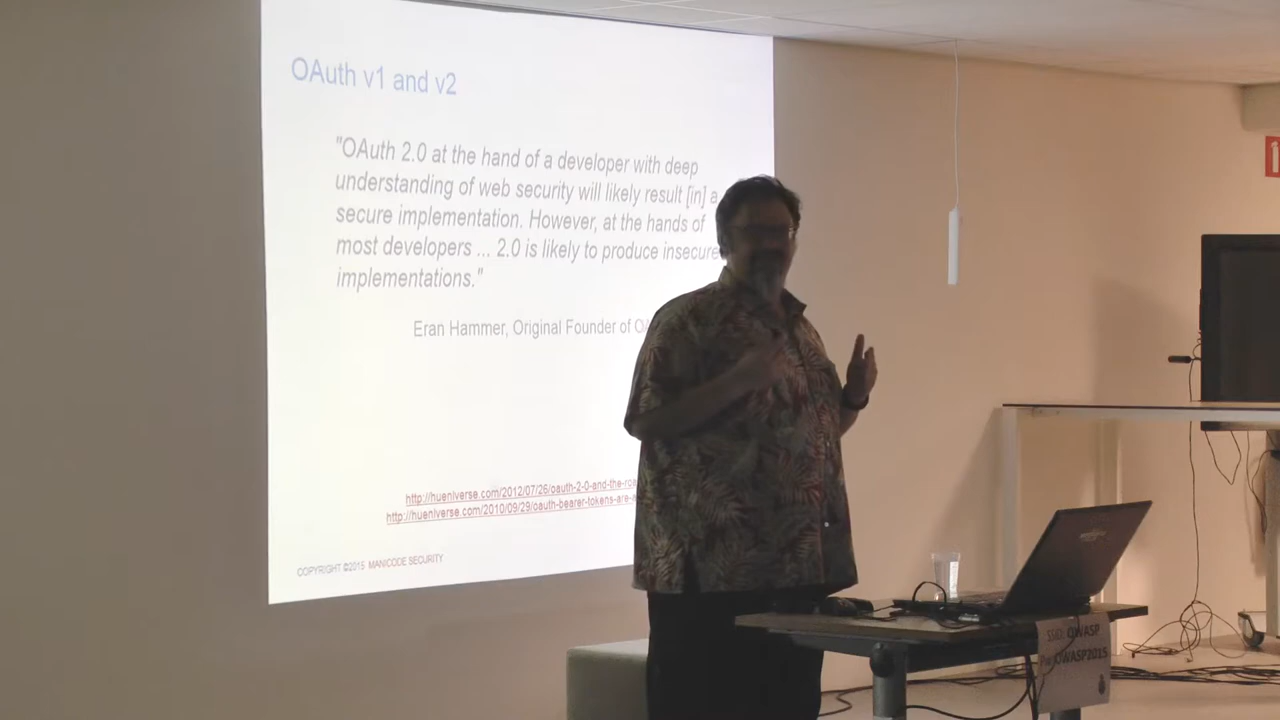 OAuth v1 and v2
"OAuth 2.0 at the hand of a developer with deep
understanding of web security will likely result [in] a
secure implementation. However, at the hands of
most developers ... 2.0 is likely to produce insecure
implementations."
Eran Hammer, Original Founder of
http://hueniverse.com/2012/07/26/oauth-2-0-and-the-
http://hueniverse.com/2010/09/29/oauth-bearer-tokens-are-
COPYRIGHT ©2015 MANICODE SECURITY
SSID: OWASP
OWASP2015